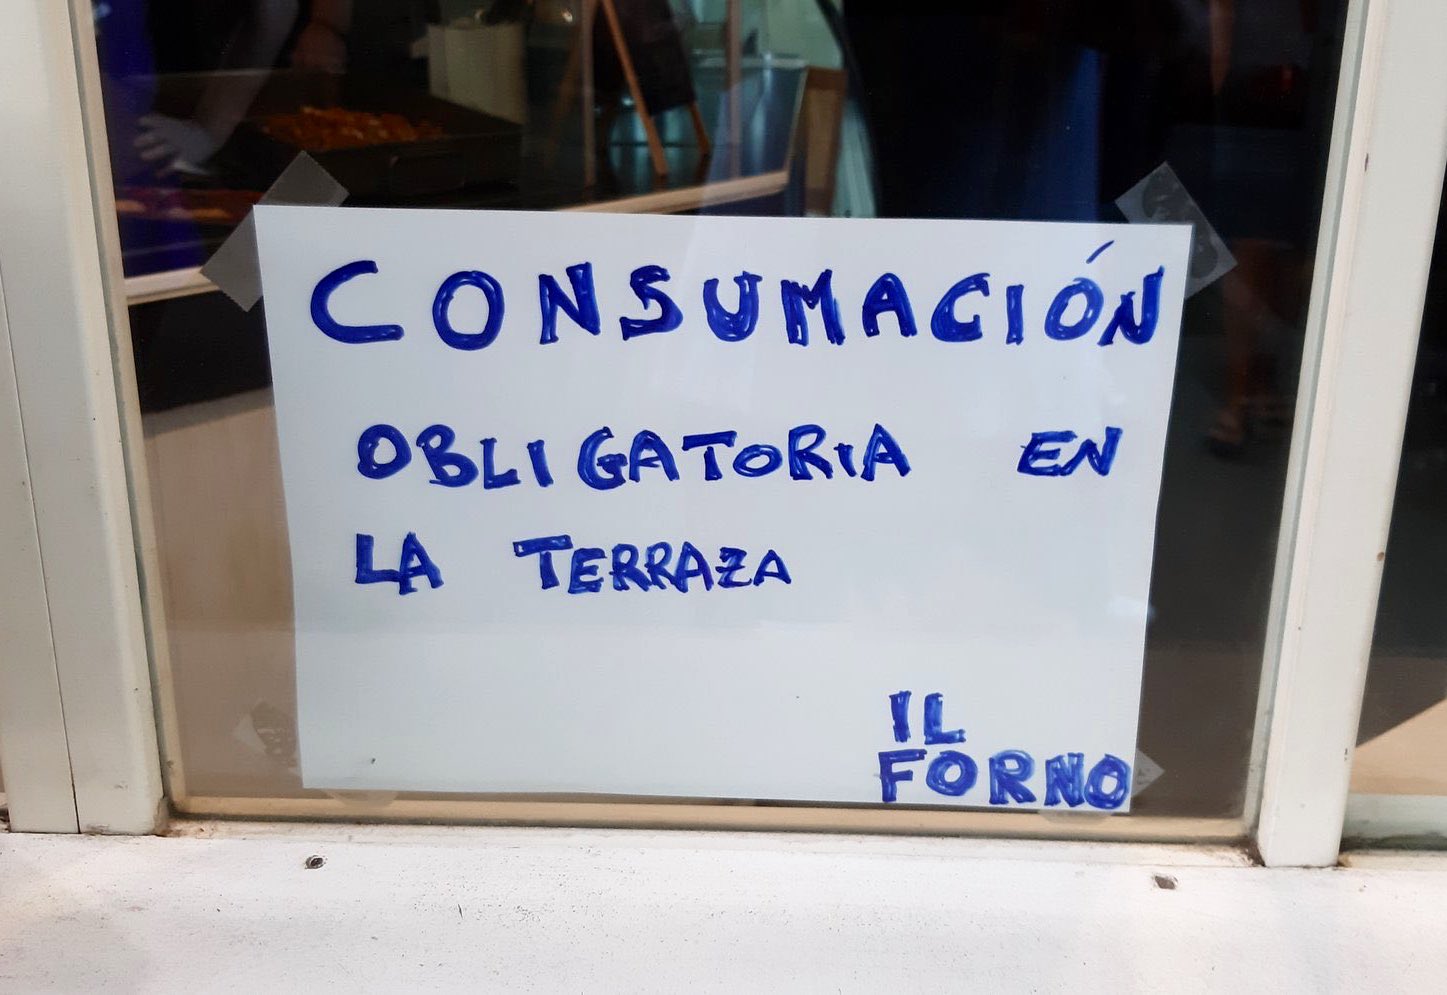 CONSUMACIÓN
OBLIGATORIA EN
LA TERRAZA
IL
FORNO